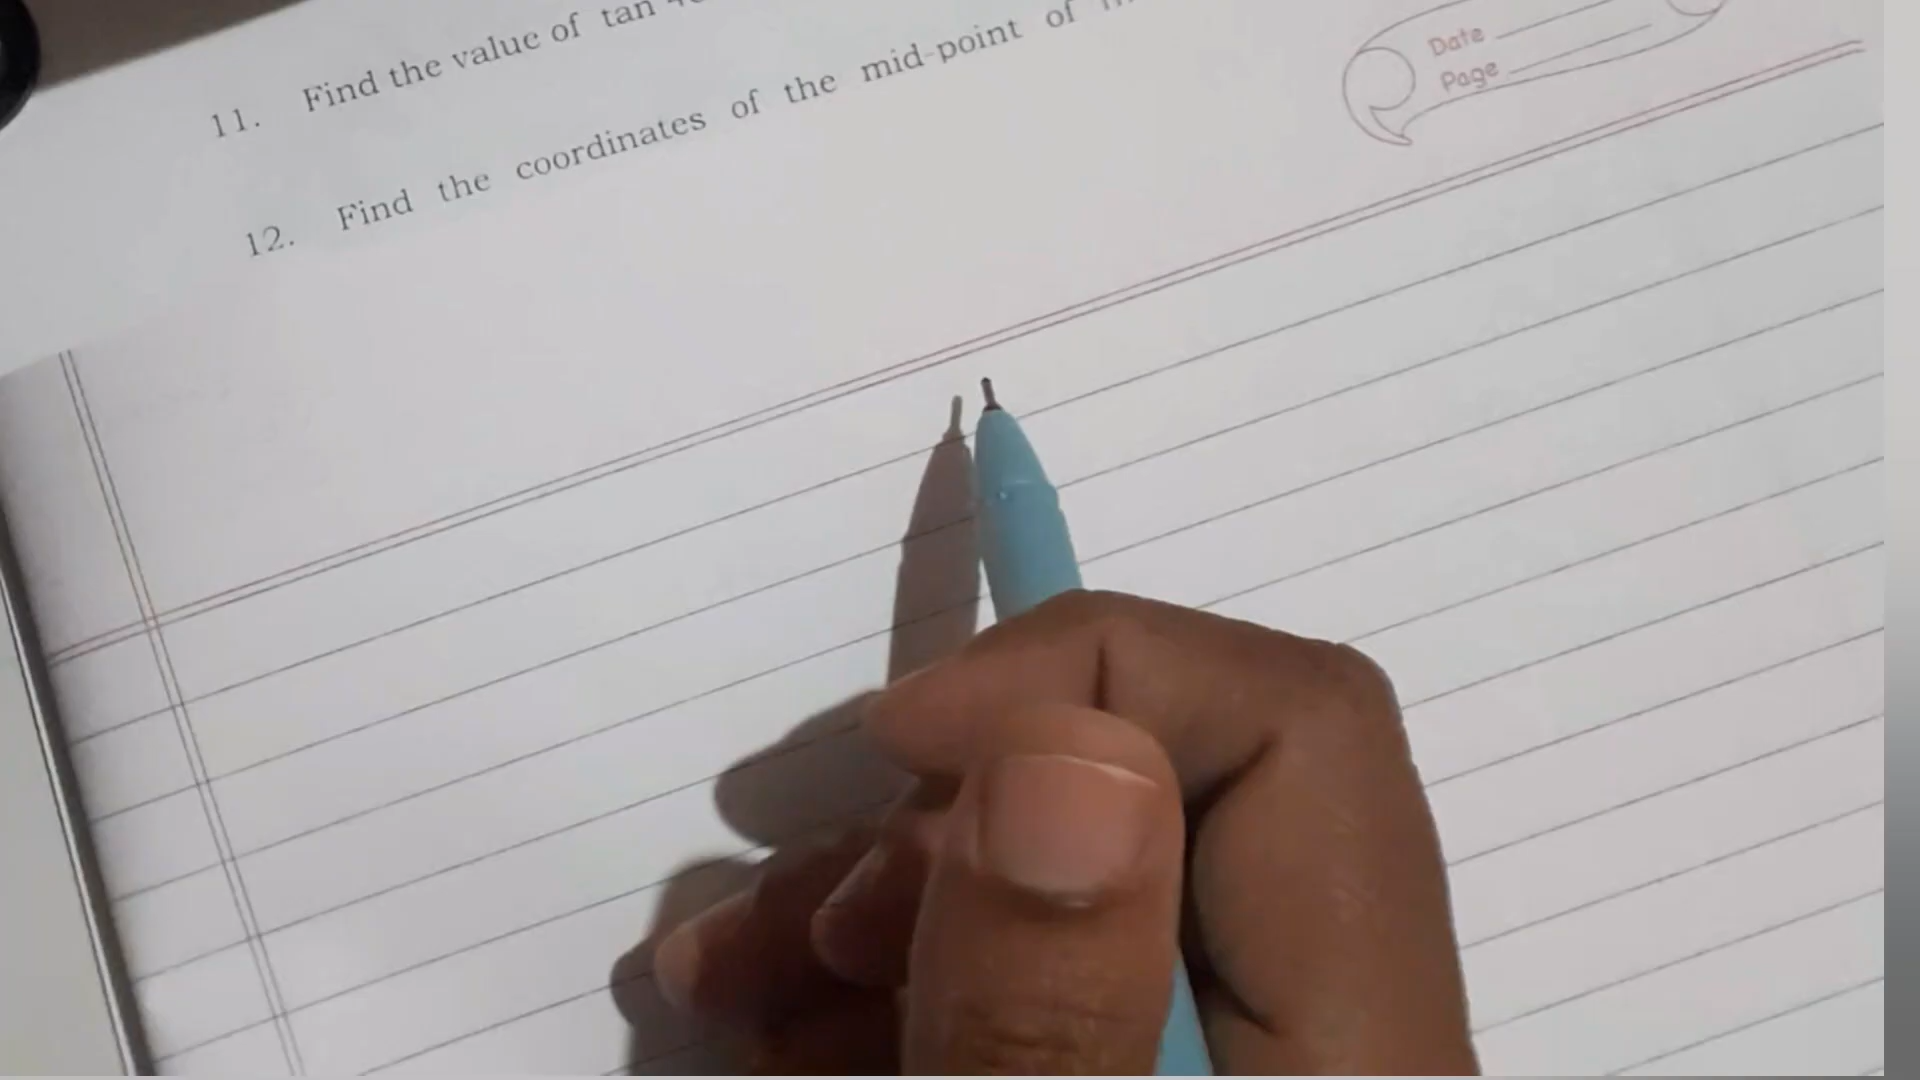 11. Find the value of tan
12. Find the coordinates of the mid-point of
Date
Page